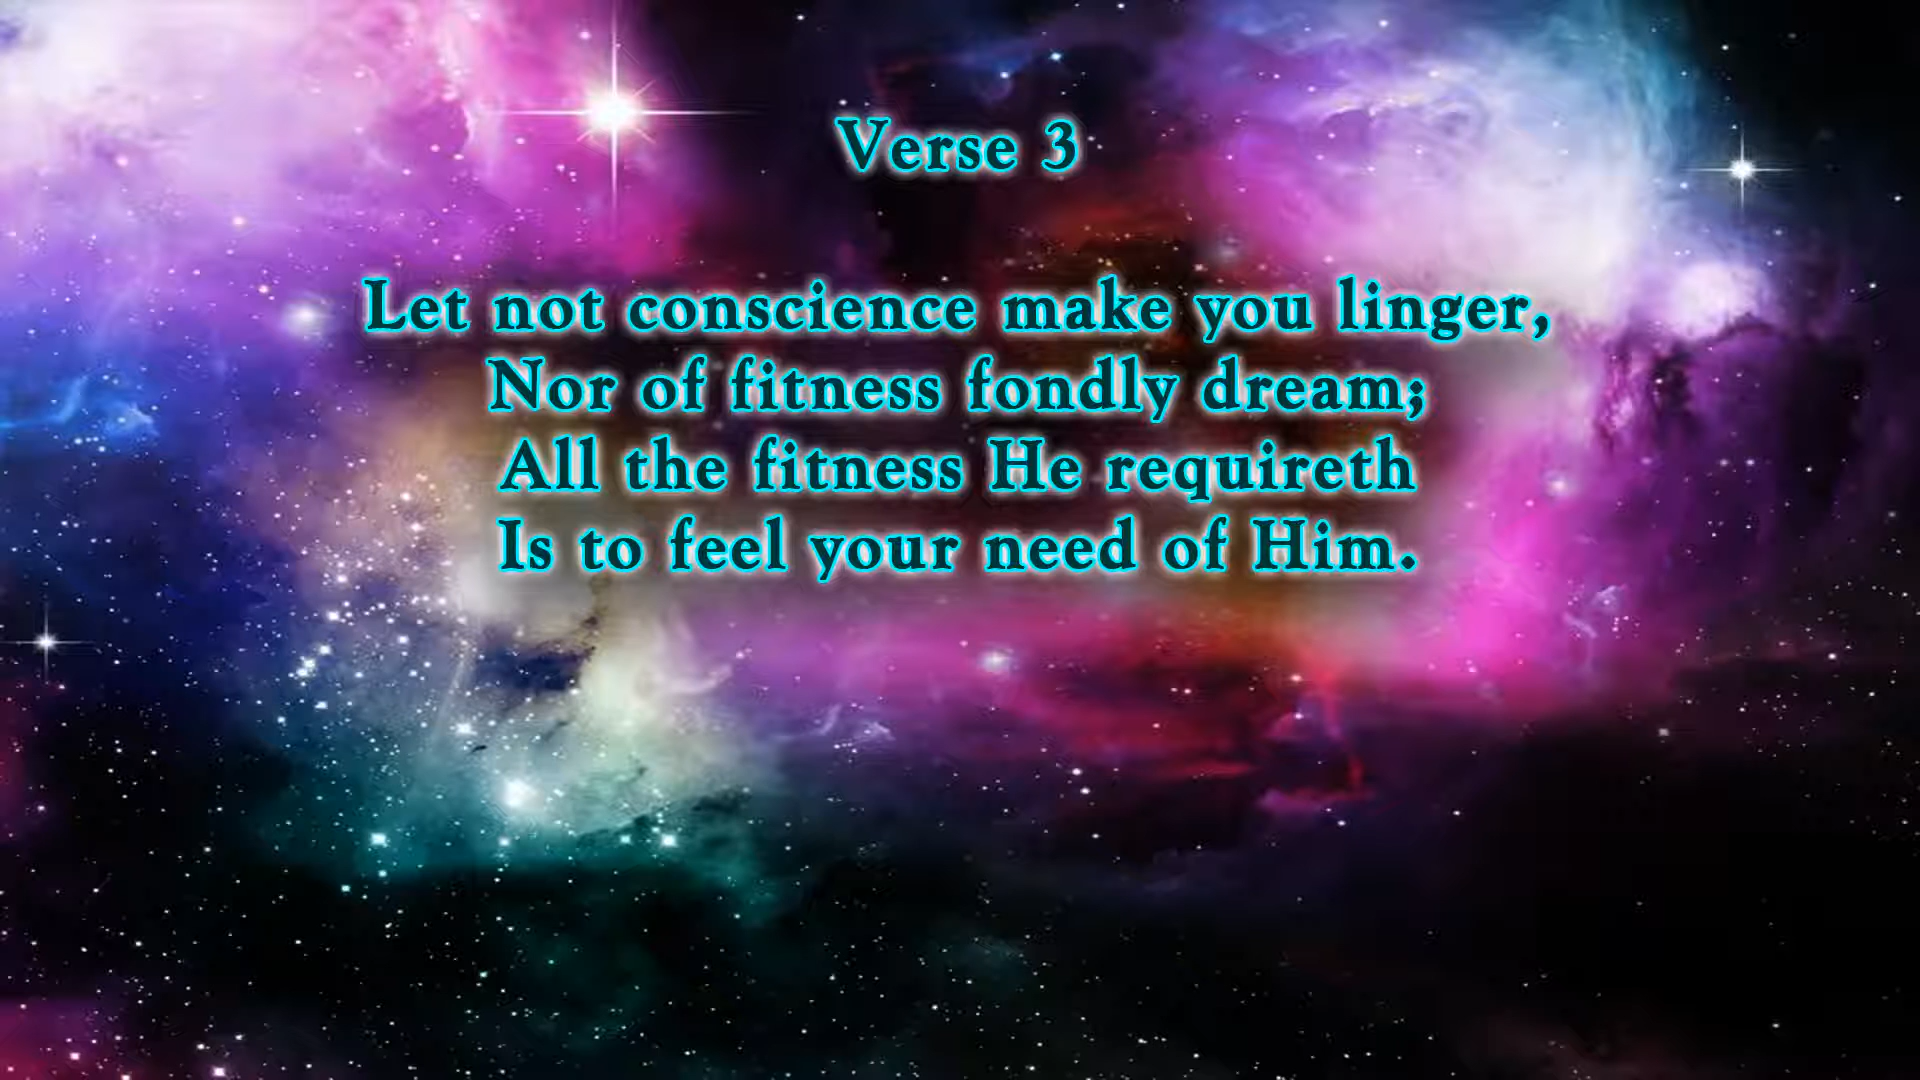 Verse 3
Let not conscience make you linger,
Nor of fitness fondly dream;
All the fitness He requireth
Is to feel your need of Him.